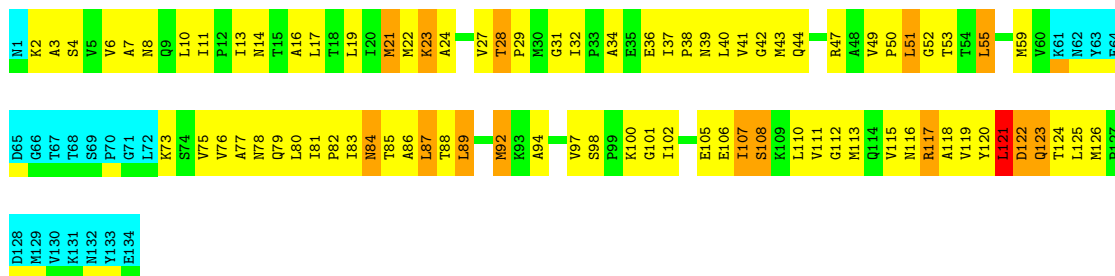 N1 K2 A3 S4 V5 V6 A7 N8 Q9 L10 I11 P12 I13 N14 T15 A16 L17 T18 L19 I20 M21 M22 K23 A24 V27 T28 P29 M30 G31 I32 P33 A34 E35 E36 I37 P38 N39 L40 V41 G42 M43 Q44 R47 A48 V49 P50 L51 G52 T53 T54 L55 M59 V60 K61 N62 Y63 E64
D65 G66 T67 T68 S69 P70 G71 L72 K73 S74 V75 V76 A77 N78 Q79 L80 I81 P82 I83 N84 T85 A86 L87 T88 L89 M92 K93 A94 V97 S98 P99 K100 G101 I102 E105 E106 I107 S108 K109 L110 V111 G112 M113 Q114 V115 N116 R117 A118 V119 Y120 L121 D122 Q123 T124 L125 M126 P127
D128 M129 V130 K131 N132 Y133 E134